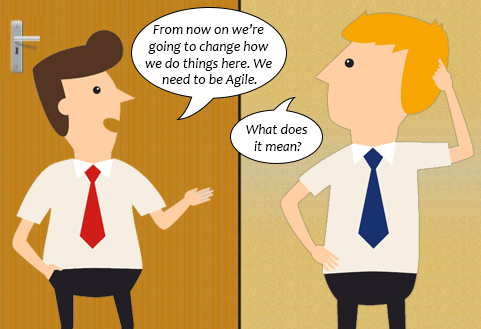 From now on we're
going to change how
we do things here. We
need to be Agile.
What does
it mean?